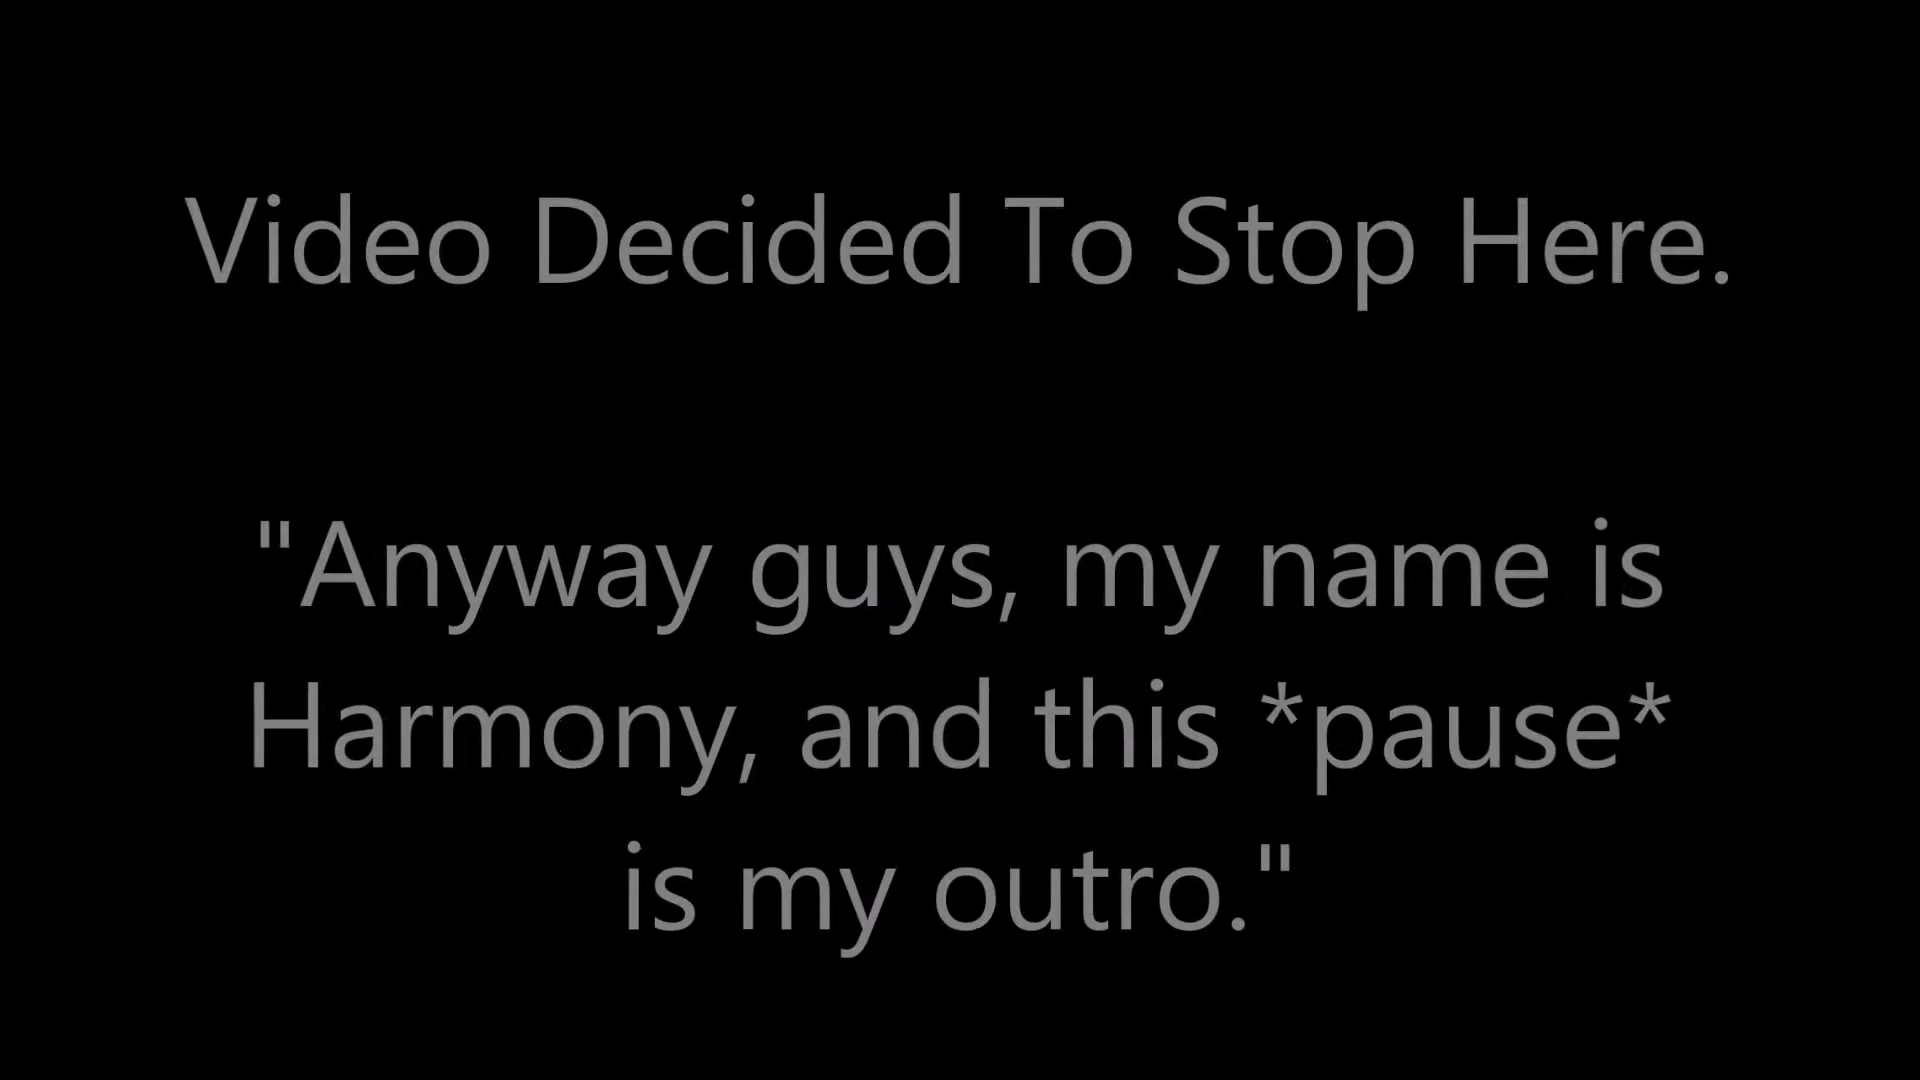 Video Decided To Stop Here.
"Anyway guys, my name is
Harmony, and this *pause*
is my outro."